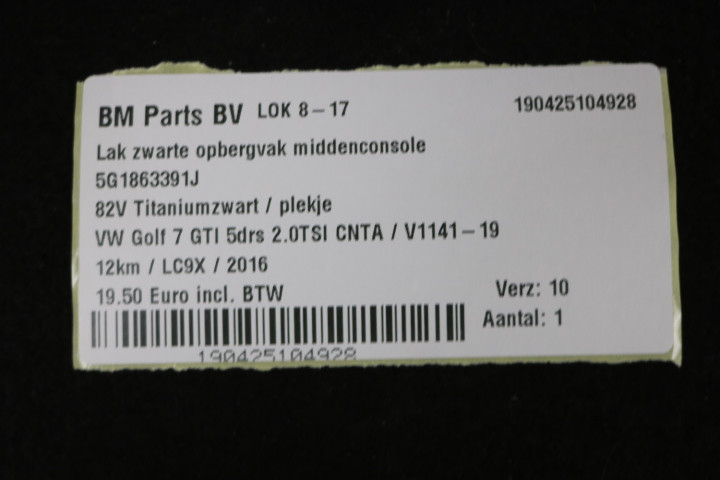 BM Parts BV LOK 8-17 190425104928
Lak zwarte opbergvak middenconsole
5G1863391J
82V Titaniumzwart / plekje
VW Golf 7 GTI 5drs 2.0TSI CNTA / V1141-19
12km / LC9X / 2016
19.50 Euro incl. BTW Verz: 10
Aantal: 1
190425104928